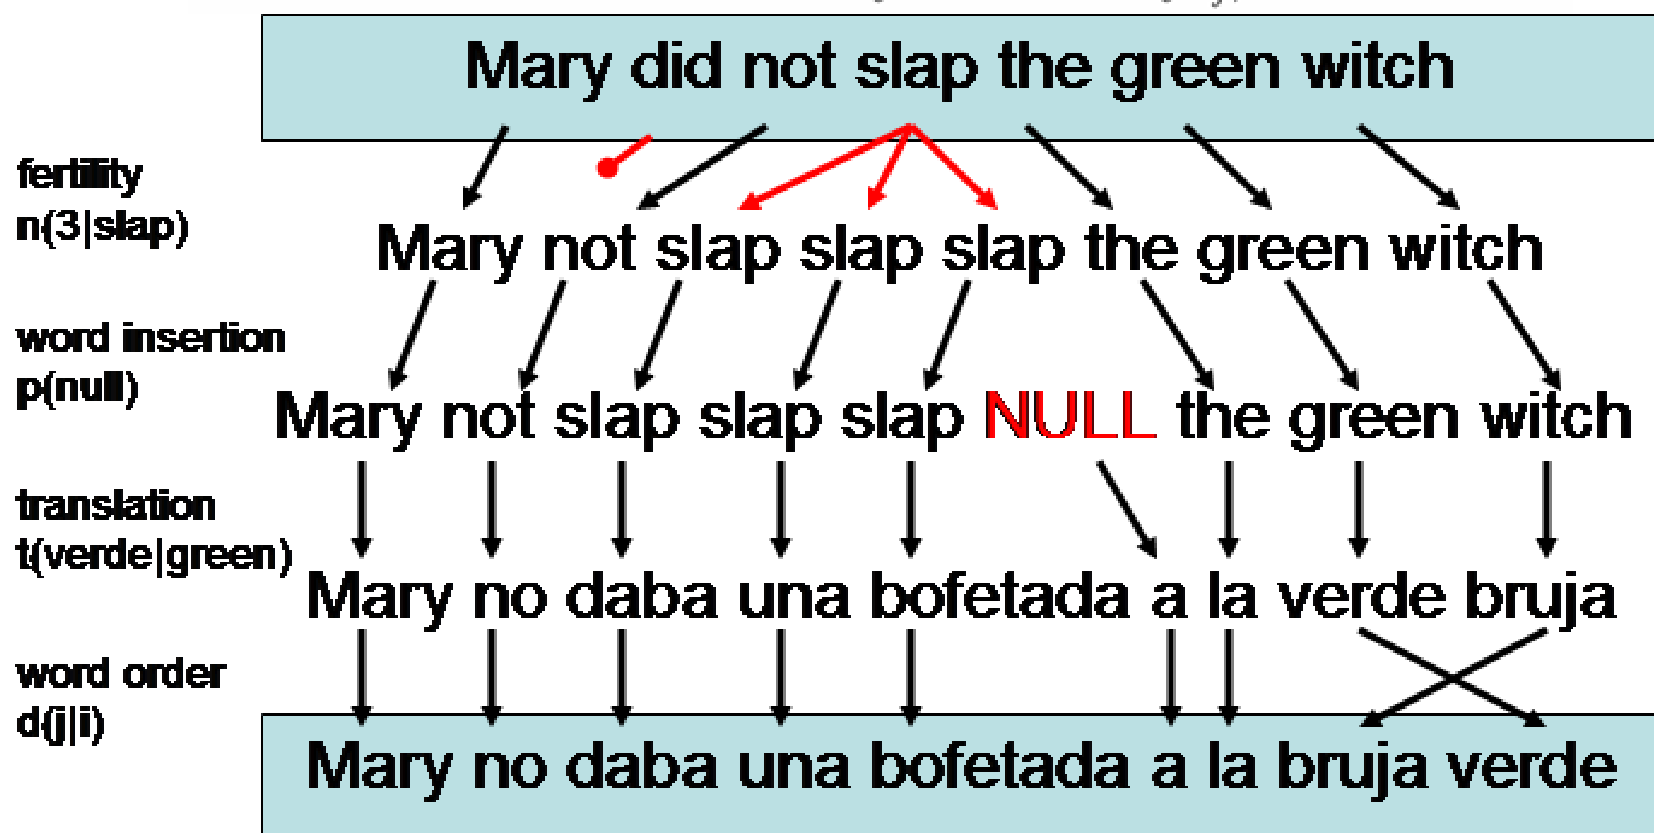 Mary did not slap the green witch
fertility
n(3|slap)
Mary not slap slap slap the green witch
word insertion
p(null)
Mary not slap slap slap NULL the green witch
translation
t(verde|green)
Mary no daba una bofetada a la verde bruja
word order
d(j|i)
Mary no daba una bofetada a la bruja verde